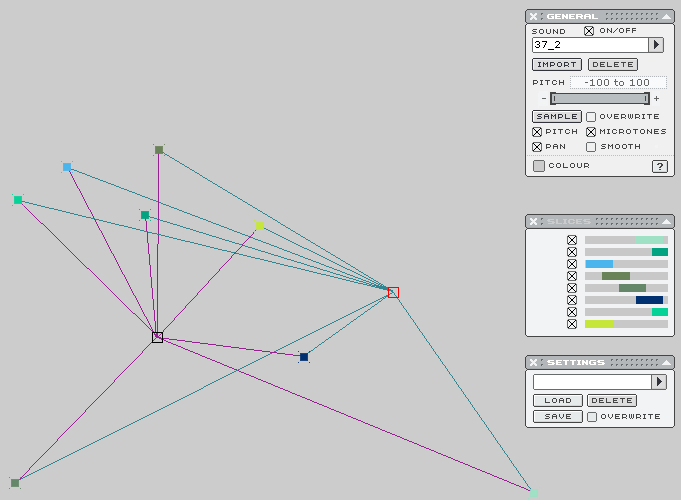 GENERAL
SOUND ON/OFF
37_2
IMPORT DELETE
PITCH -100 to 100
- +
SAMPLE OVERWRITE
PITCH MICROTONES
PAN SMOOTH
COLOUR ?
SLICES
SETTINGS
LOAD DELETE
SAVE OVERWRITE